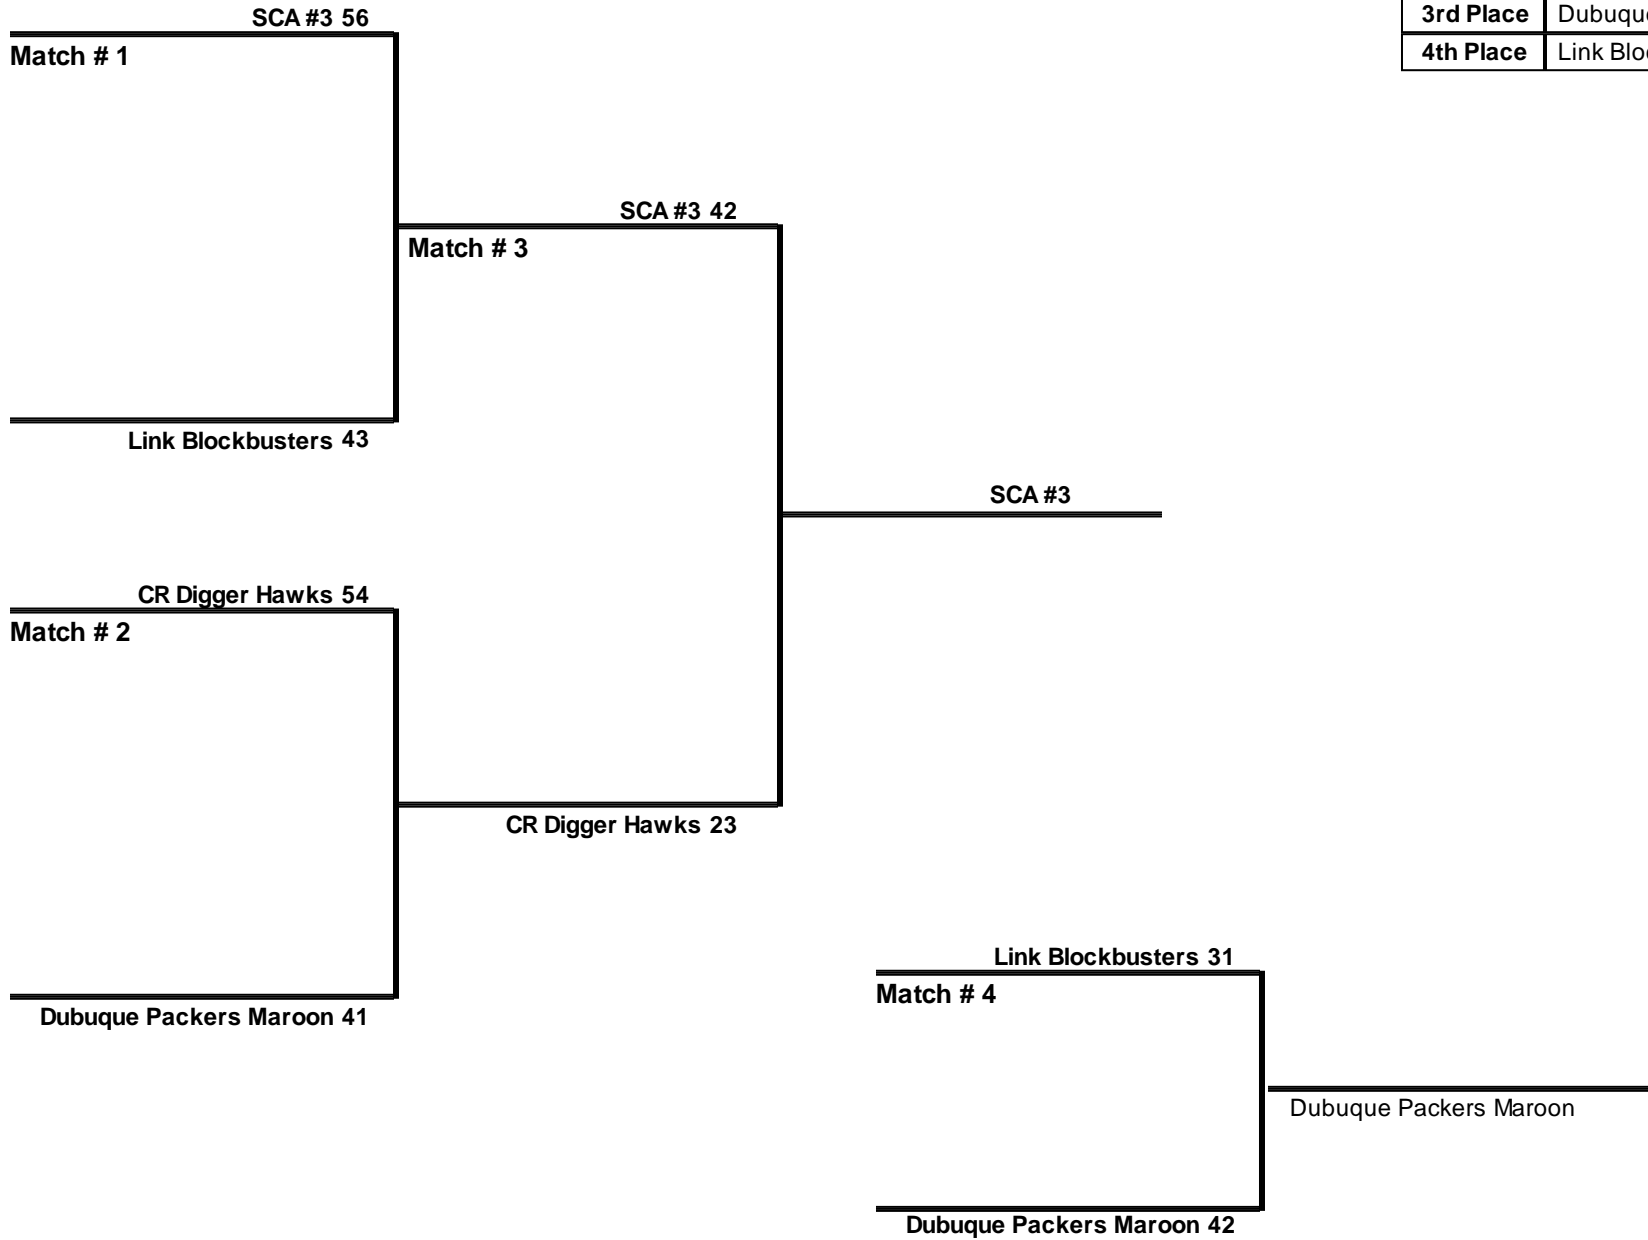 SCA #3 56
3rd Place Dubuque
Match # 1
4th Place Link
SCA #3 42
Match # 3
Link Blockbusters 43
SCA #3
CR Digger Hawks 54
Match # 2
CR Digger Hawks 23
Link Blockbusters 31
Match # 4
Dubuque Packers Maroon 41
Dubuque Packers Maroon
Dubuque Packers Maroon 42